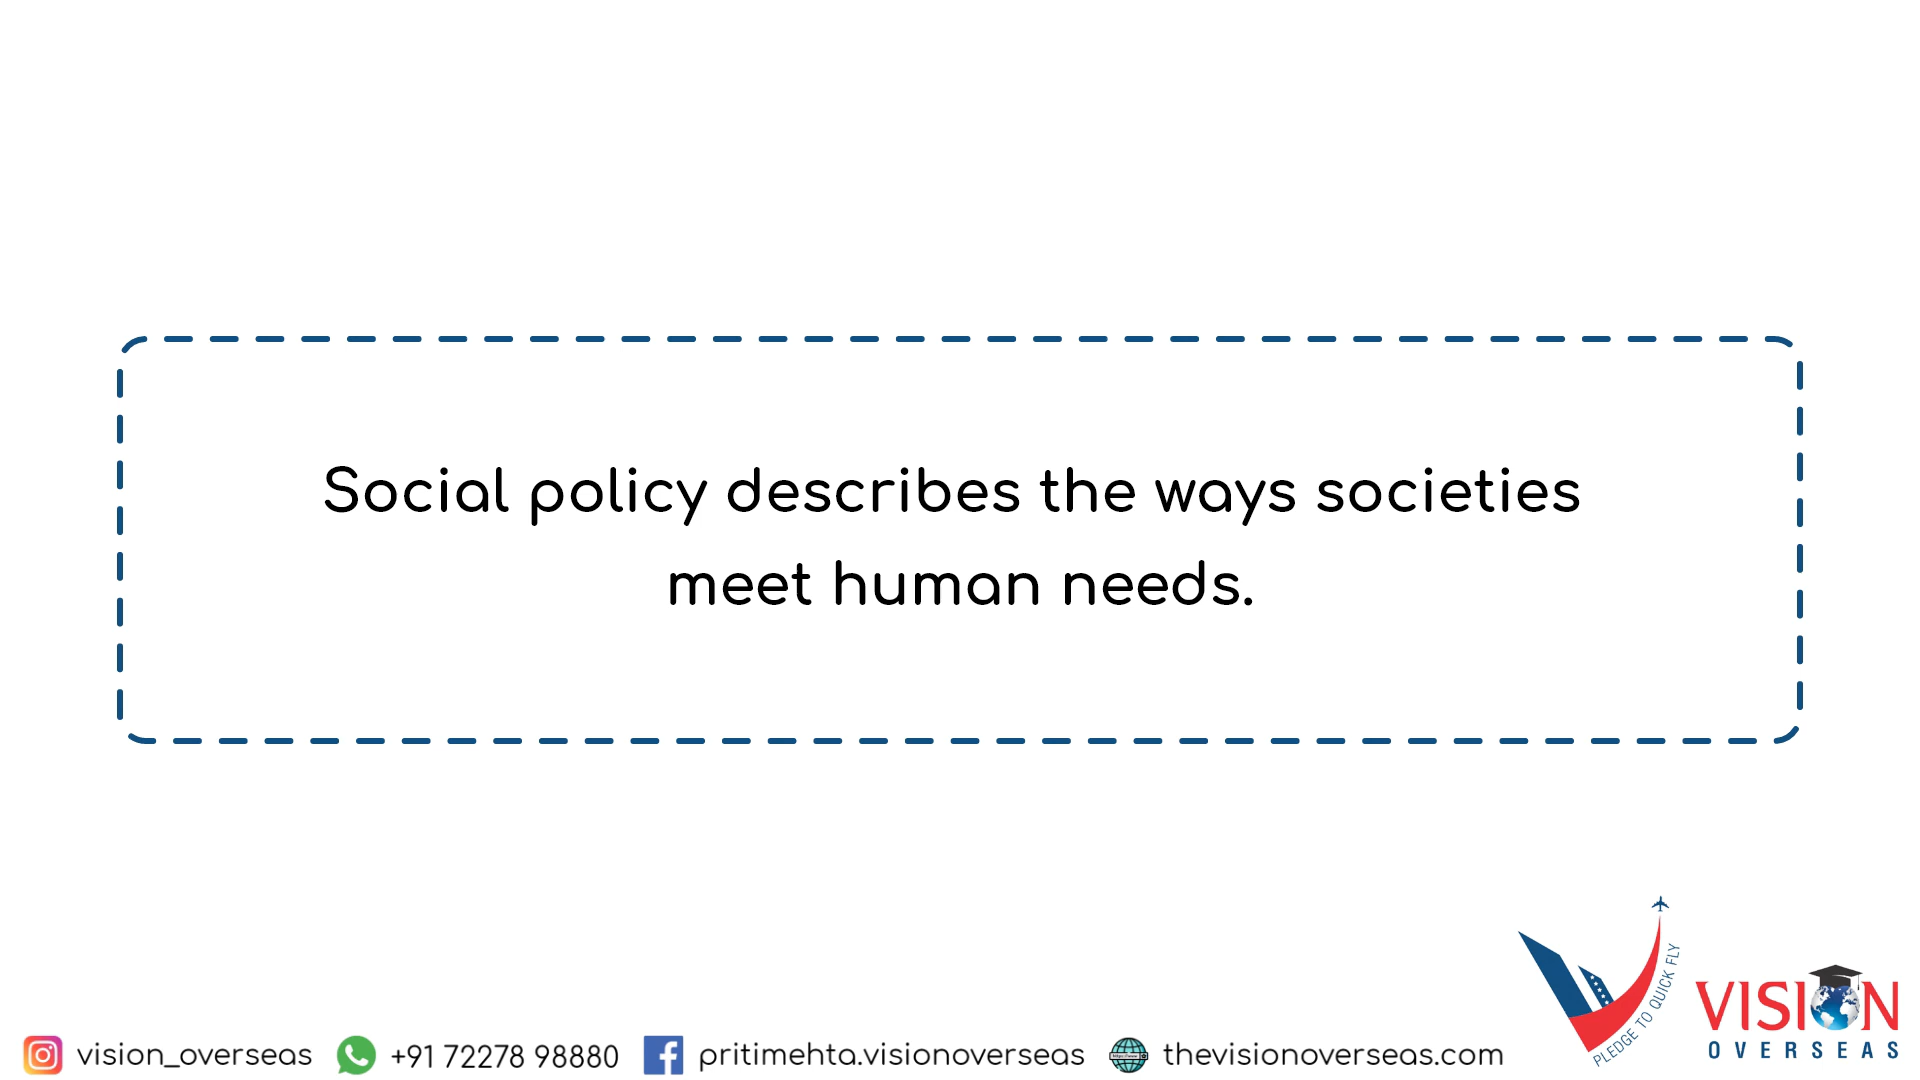 Social policy describes the ways societies
meet human needs.
PLEDGE TO QUICK FLY
VISION
OVERSEAS
vision_overseas +91 72278 98880 pritimehta.visionoverseas thevisionoverseas.com